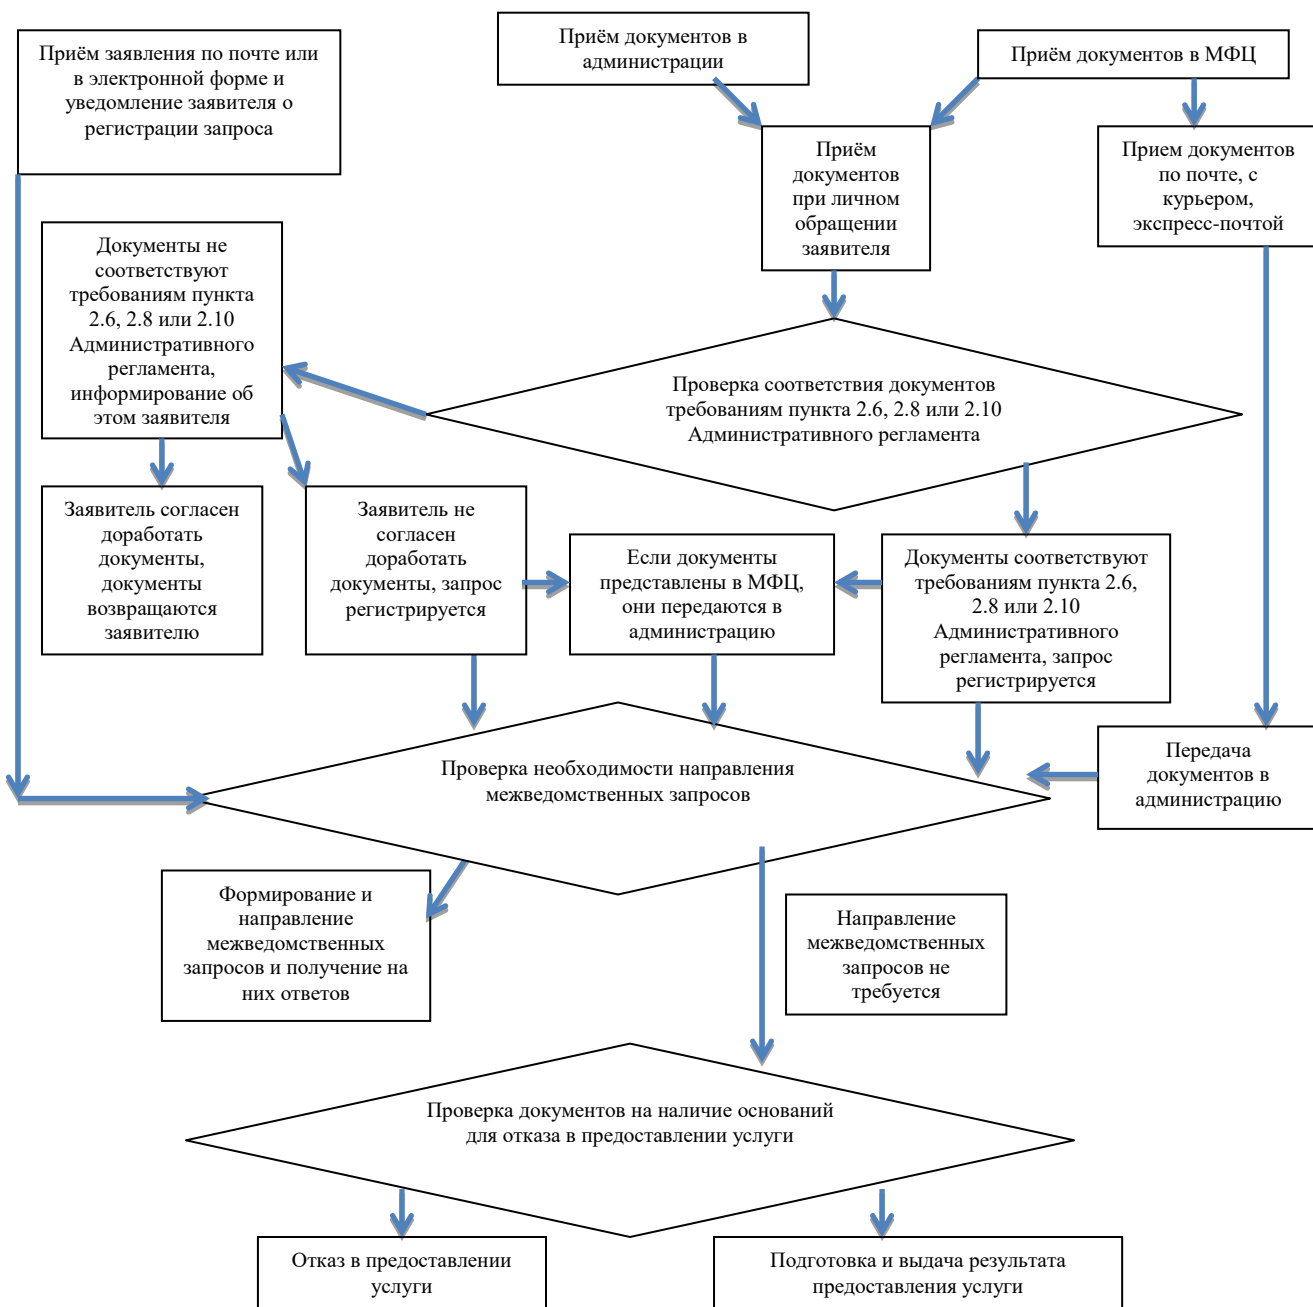 Приём заявления по почте или
в электронной форме и
уведомление заявителя о
регистрации запроса
Приём документов в
администрации
Приём документов в МФЦ
Приём
документов
при личном
обращении
заявителя
Прием документов
по почте, с
курьером,
экспресс-почтой
Документы не
соответствуют
требованиям пункта
2.6, 2.8 или 2.10
Административного
регламента,
информирование об
этом заявителя
Проверка соответствия документов
требованиям пункта 2.6, 2.8 или 2.10
Административного регламента
Заявитель согласен
доработать
документы,
документы
возвращаются
заявителю
Заявитель не
согласен
доработать
документы, запрос
регистрируется
Если документы
представлены в МФЦ,
они передаются в
администрацию
Документы соответствуют
требованиям пункта 2.6,
2.8 или 2.10
Административного
регламента, запрос
регистрируется
Передача
документов в
администрацию
Проверка необходимости направления
межведомственных запросов
Формирование и
направление
межведомственных
запросов и получение на
них ответов
Направление
межведомственных
запросов не
требуется
Проверка документов на наличие оснований
для отказа в предоставлении услуги
Отказ в предоставлении
услуги
Подготовка и выдача результата
предоставления услуги